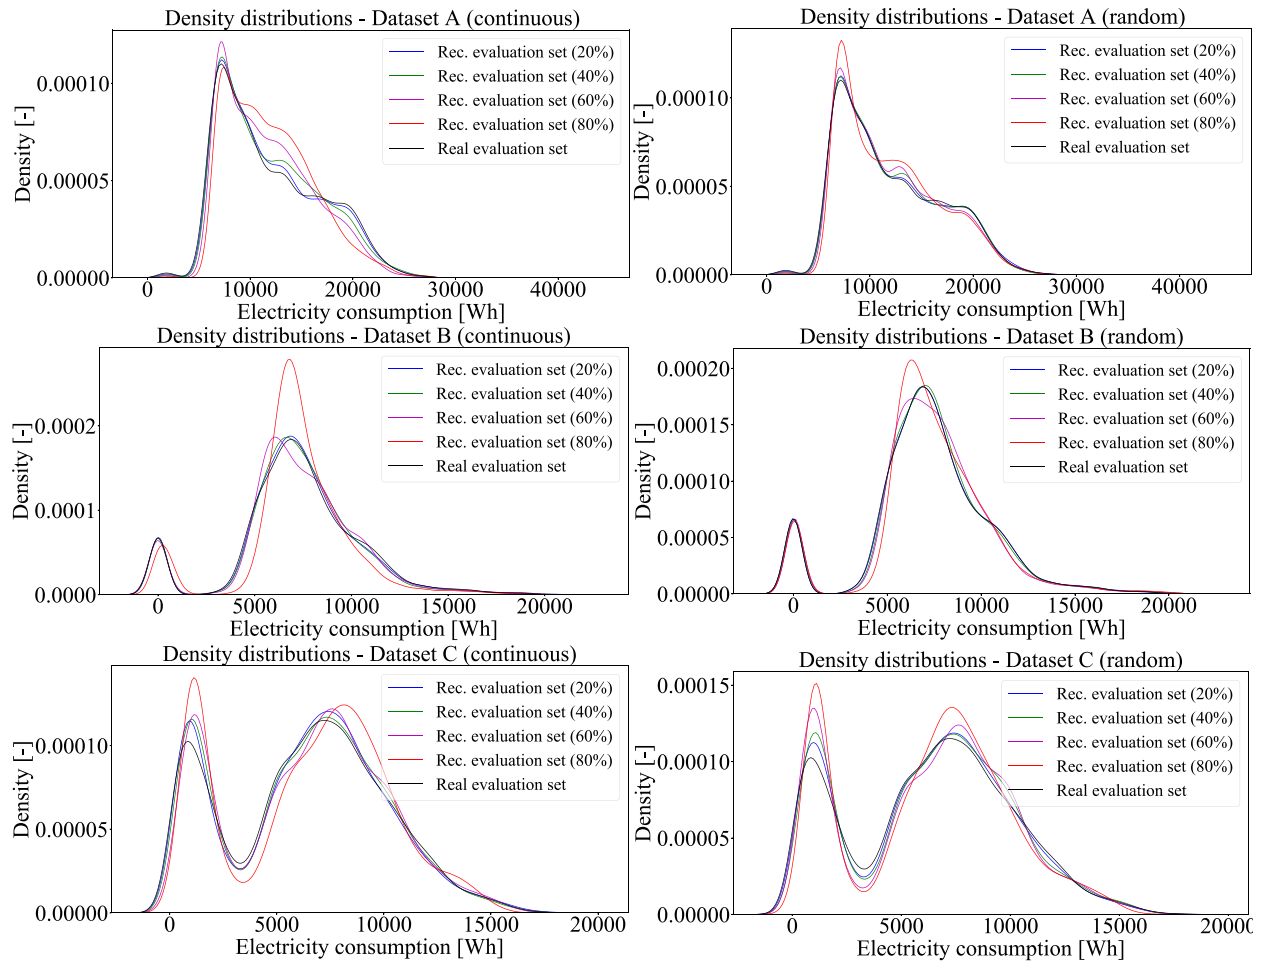 Density distributions - Dataset A (continuous)
Density [-]
0.00010
0.00005
0.00000
Rec. evaluation set (20%)
Rec. evaluation set (40%)
Rec. evaluation set (60%)
Rec. evaluation set (80%)
Real evaluation set
0 10000 20000 30000 40000
Electricity consumption [Wh]
Density distributions - Dataset A (random)
Density [-]
0.00010
0.00005
0.00000
Rec. evaluation set (20%)
Rec. evaluation set (40%)
Rec. evaluation set (60%)
Rec. evaluation set (80%)
Real evaluation set
0 10000 20000 30000 40000
Electricity consumption [Wh]
Density distributions - Dataset B (continuous)
Density [-]
0.0002
0.0001
0.0000
Rec. evaluation set (20%)
Rec. evaluation set (40%)
Rec. evaluation set (60%)
Rec. evaluation set (80%)
Real evaluation set
0 5000 10000 15000 20000
Electricity consumption [Wh]
Density distributions - Dataset B (random)
Density [-]
0.00020
0.00015
0.00010
0.00005
0.00000
Rec. evaluation set (20%)
Rec. evaluation set (40%)
Rec. evaluation set (60%)
Rec. evaluation set (80%)
Real evaluation set
0 5000 10000 15000 20000
Electricity consumption [Wh]
Density distributions - Dataset C (continuous)
Density [-]
0.00010
0.00005
0.00000
Rec. evaluation set (20%)
Rec. evaluation set (40%)
Rec. evaluation set (60%)
Rec. evaluation set (80%)
Real evaluation set
0 5000 10000 15000 20000
Electricity consumption [Wh]
Density distributions - Dataset C (random)
Density [-]
0.00015
0.00010
0.00005
0.00000
Rec. evaluation set (20%)
Rec. evaluation set (40%)
Rec. evaluation set (60%)
Rec. evaluation set (80%)
Real evaluation set
0 5000 10000 15000 20000
Electricity consumption [Wh]